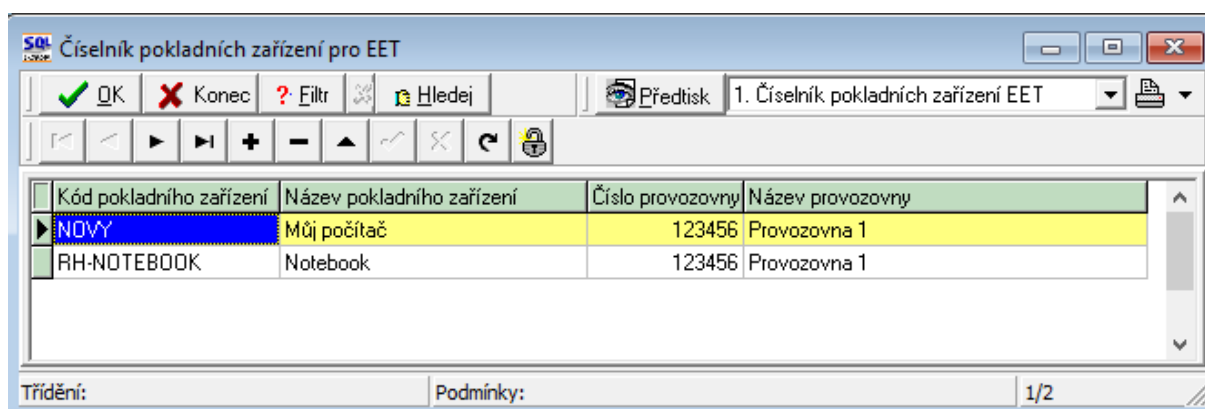 SQL Číselník pokladních zařízení pro EET
OK Konec ? Filtr Hledej Předtisk 1. Číselník pokladních zařízení EET
Kód pokladního zařízení Název pokladního zařízení Číslo provozovny Název provozovny
NOVY Můj počítač 123456 Provozovna 1
RH-NOTEBOOK Notebook 123456 Provozovna 1
Třídění: Podmínky: 1/2